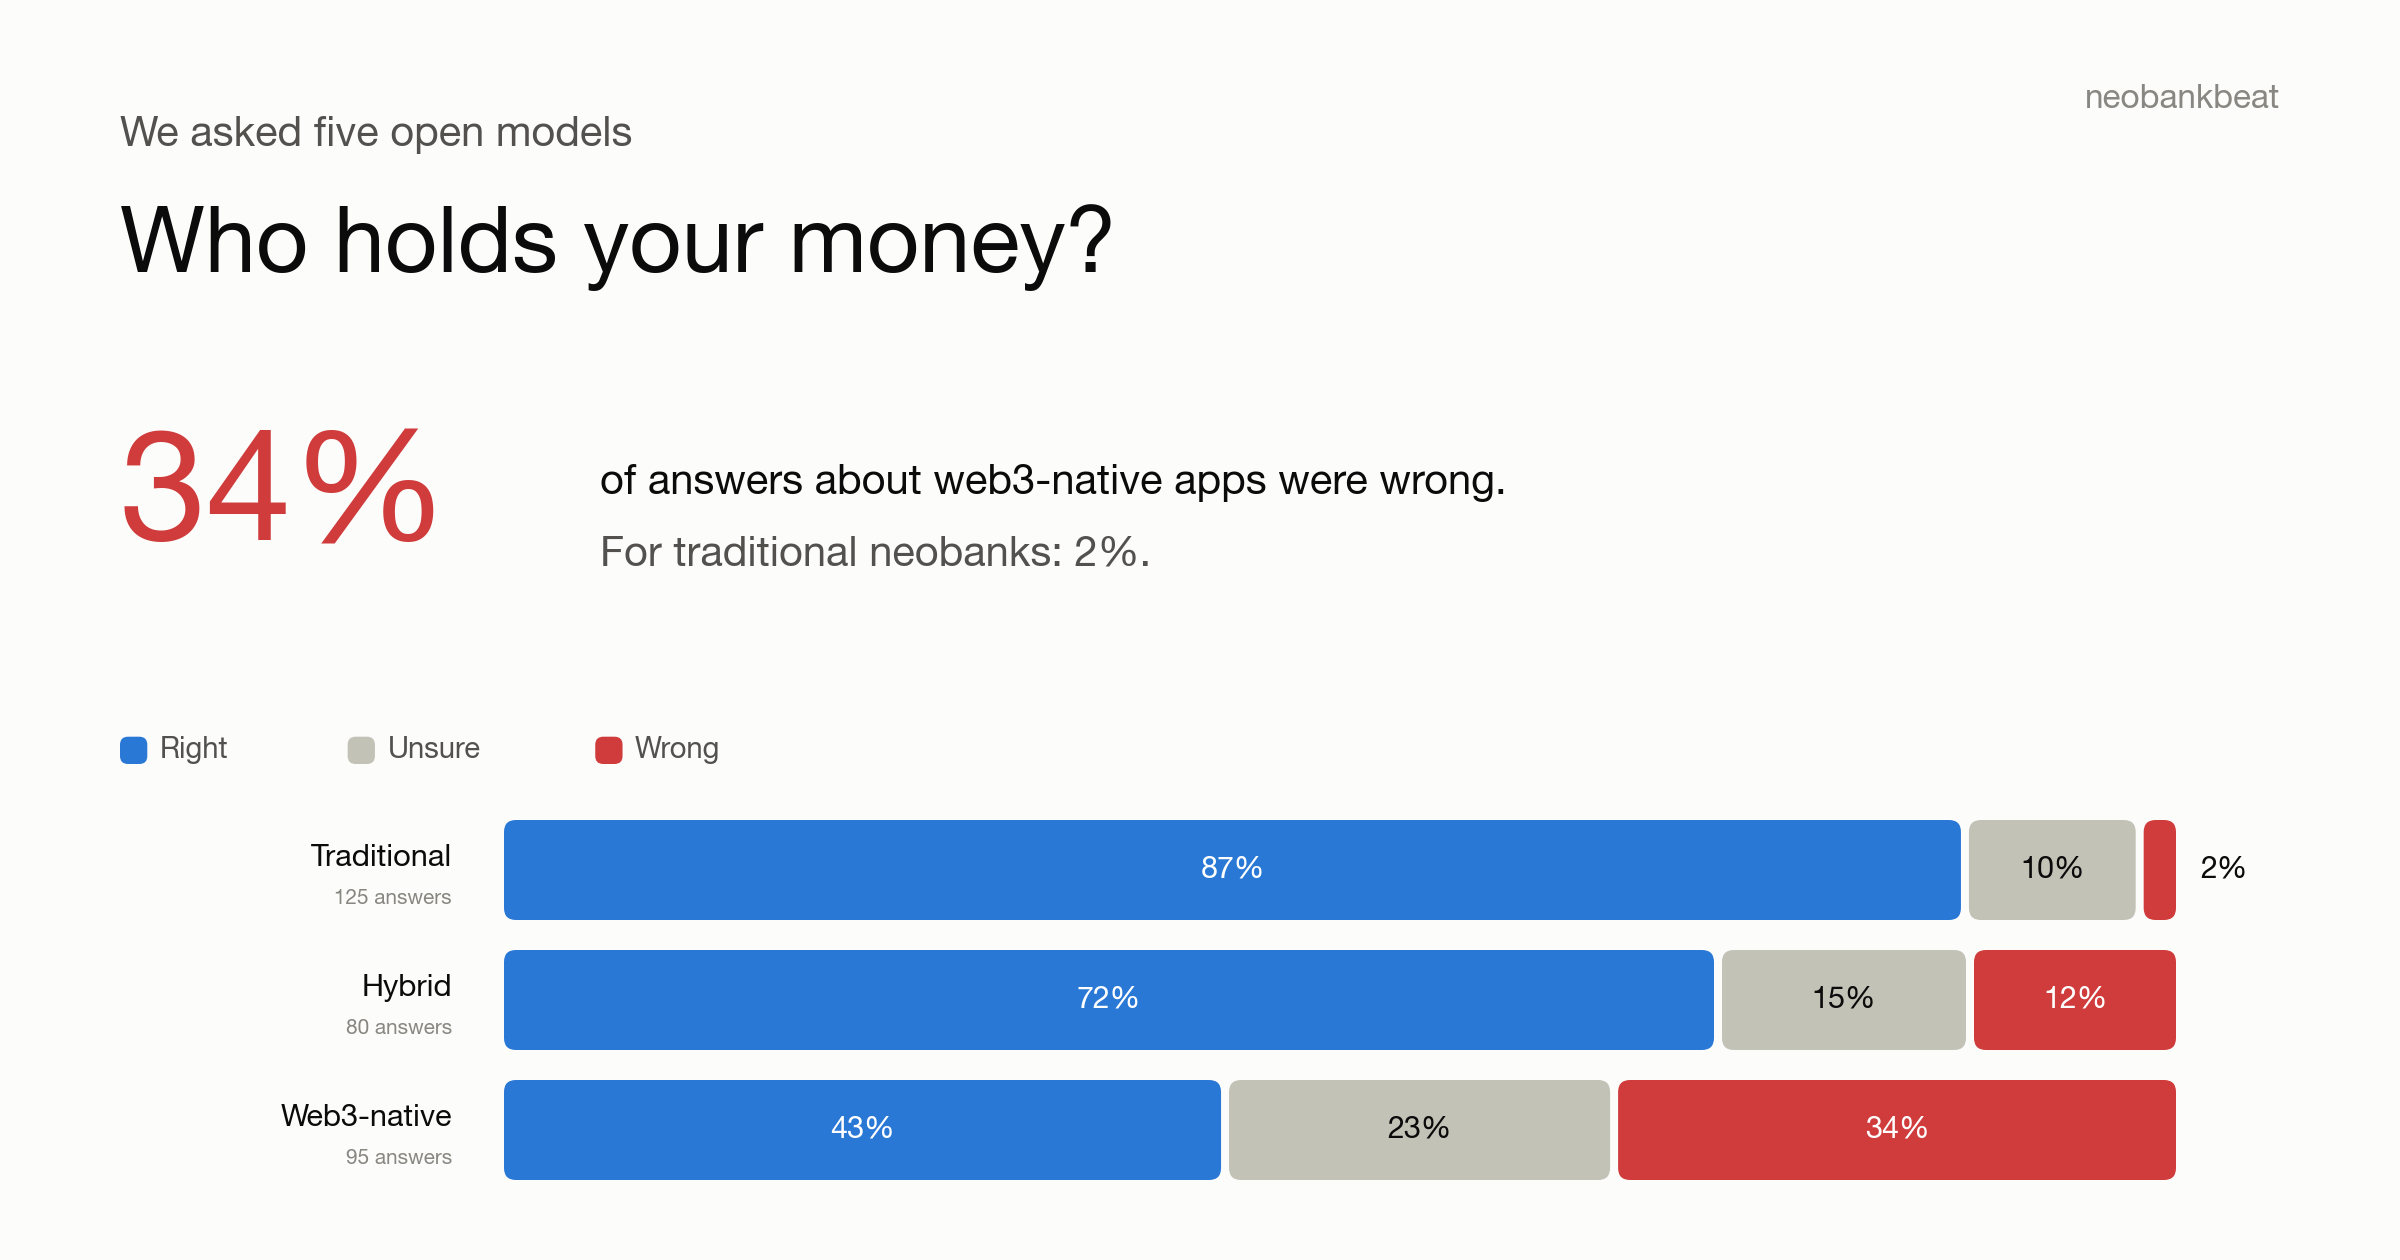 neobankbeat
We asked five open models
Who holds your money?
34%
of answers about web3-native apps were wrong.
For traditional neobanks: 2%.
Right
Unsure
Wrong
Traditional
125 answers
87%
10%
2%
Hybrid
80 answers
72%
15%
12%
Web3-native
95 answers
43%
23%
34%